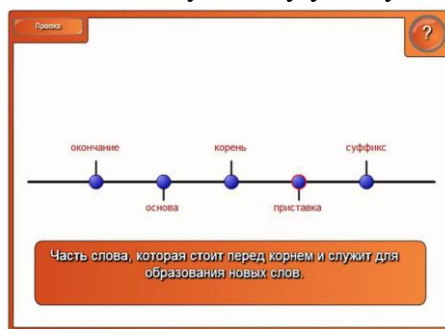 Правка
?
окончание
корень
суффикс
основа
приставка
Часть слова, которая стоит перед корнем и служит для
образования новых слов.